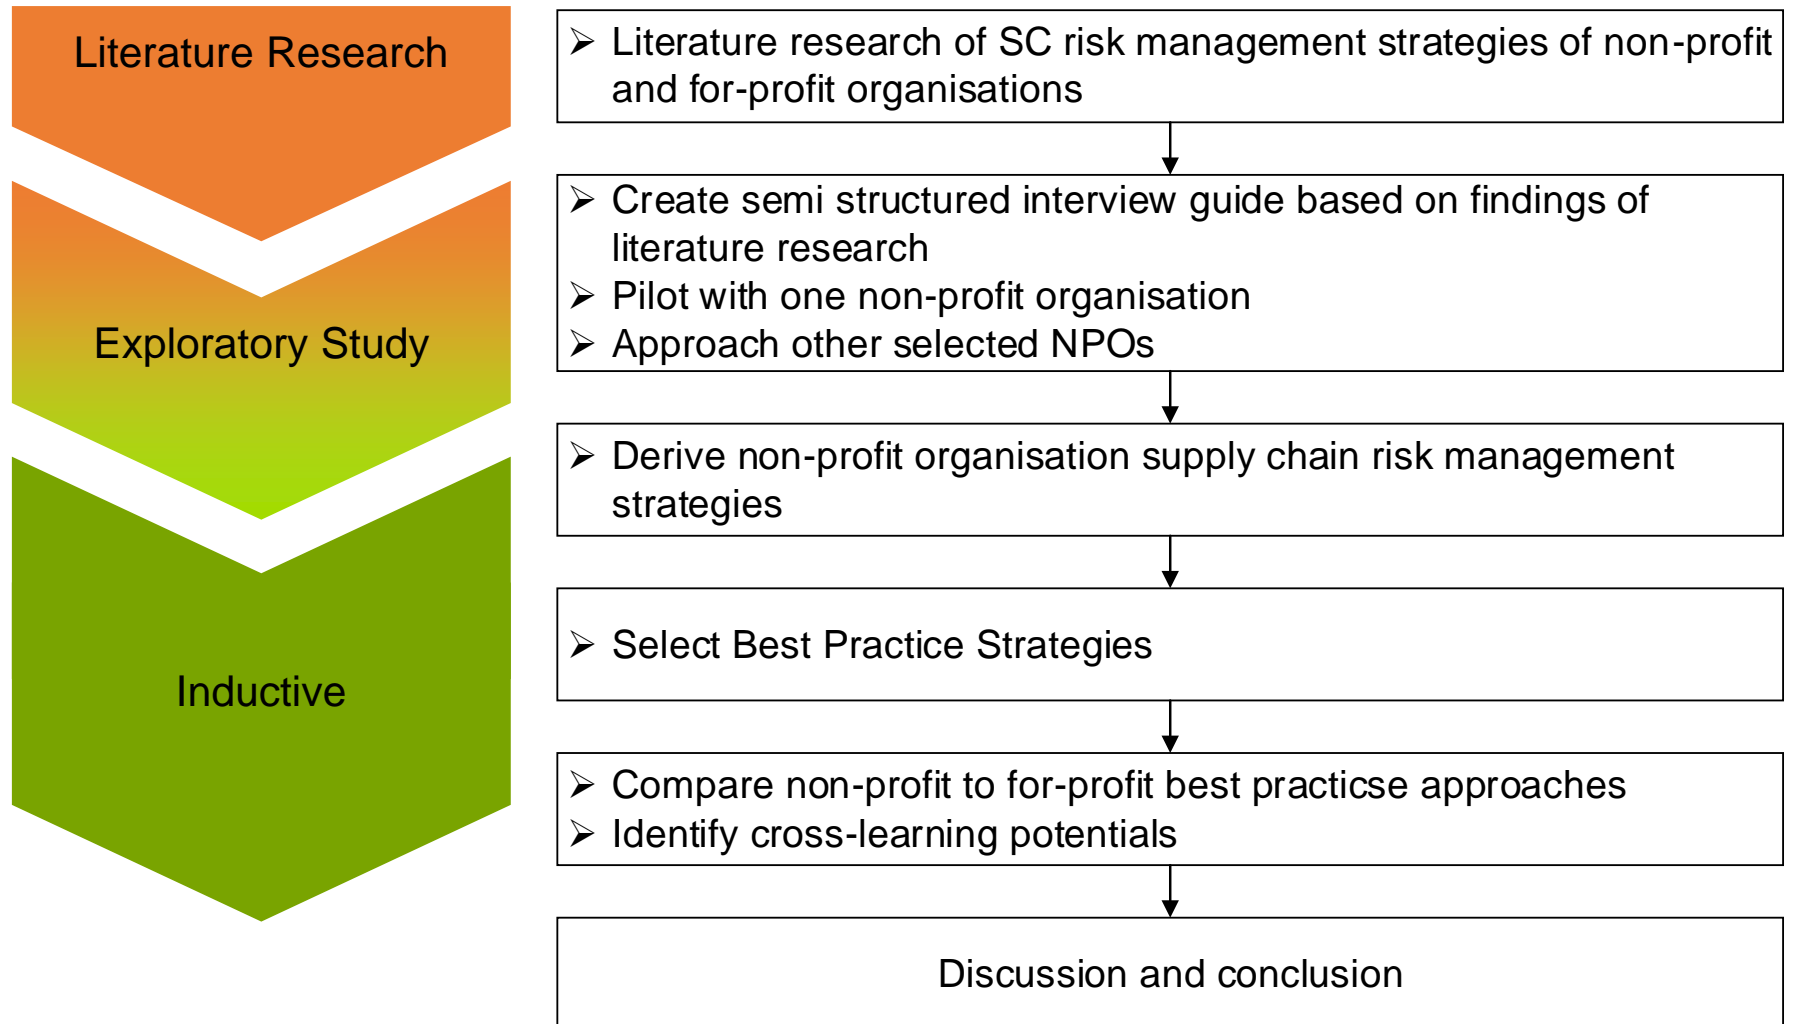 Literature Research
➢ Literature research of SC risk management strategies of non-profit
and for-profit organisations
Exploratory Study
➢ Create semi structured interview guide based on findings of
literature research
➢ Pilot with one non-profit organisation
➢ Approach other selected NPOs
Inductive
➢ Derive non-profit organisation supply chain risk management
strategies
➢ Select Best Practice Strategies
➢ Compare non-profit to for-profit best practicse approaches
➢ Identify cross-learning potentials
Discussion and conclusion